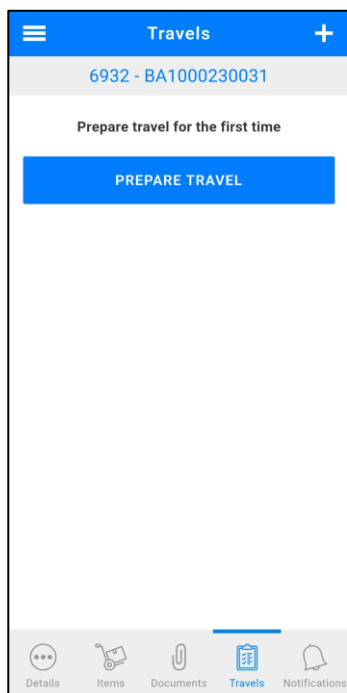 Travels
6932 - BA1000230031
Prepare travel for the first time
PREPARE TRAVEL
Details Items Documents Travels Notifications